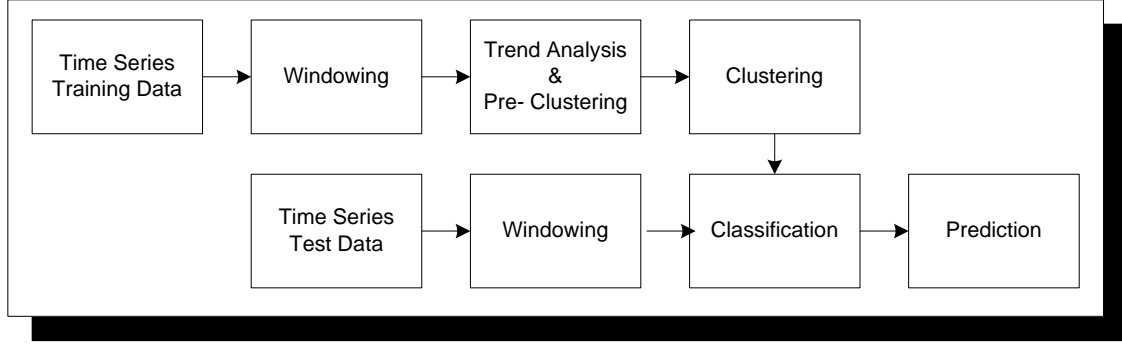 Time Series
Training Data
Windowing
Trend Analysis
&
Pre- Clustering
Clustering
Time Series
Test Data
Windowing
Classification
Prediction